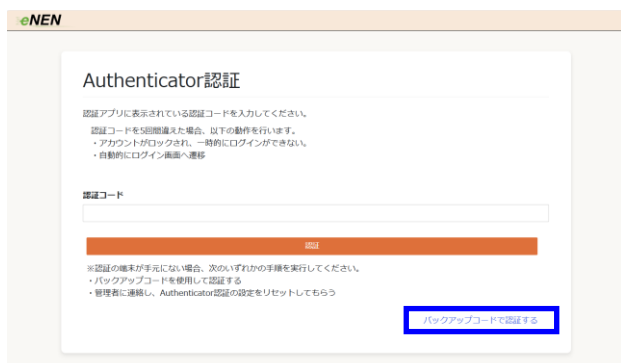 eNEN
Authenticator認証
認証アプリに表示されている認証コードを入力してください。
認証コードを5回間違えた場合、以下の動作を行います。
・アカウントがロックされ、一時的にログインができない。
・自動的にログイン画面へ遷移
認証コード
認証
※認証の端末が手元にない場合、次のいずれかの手順を実行してください。
・バックアップコードを使用して認証する
・管理者に連絡し、Authenticator認証の設定をリセットしてもらう
バックアップコードで認証する